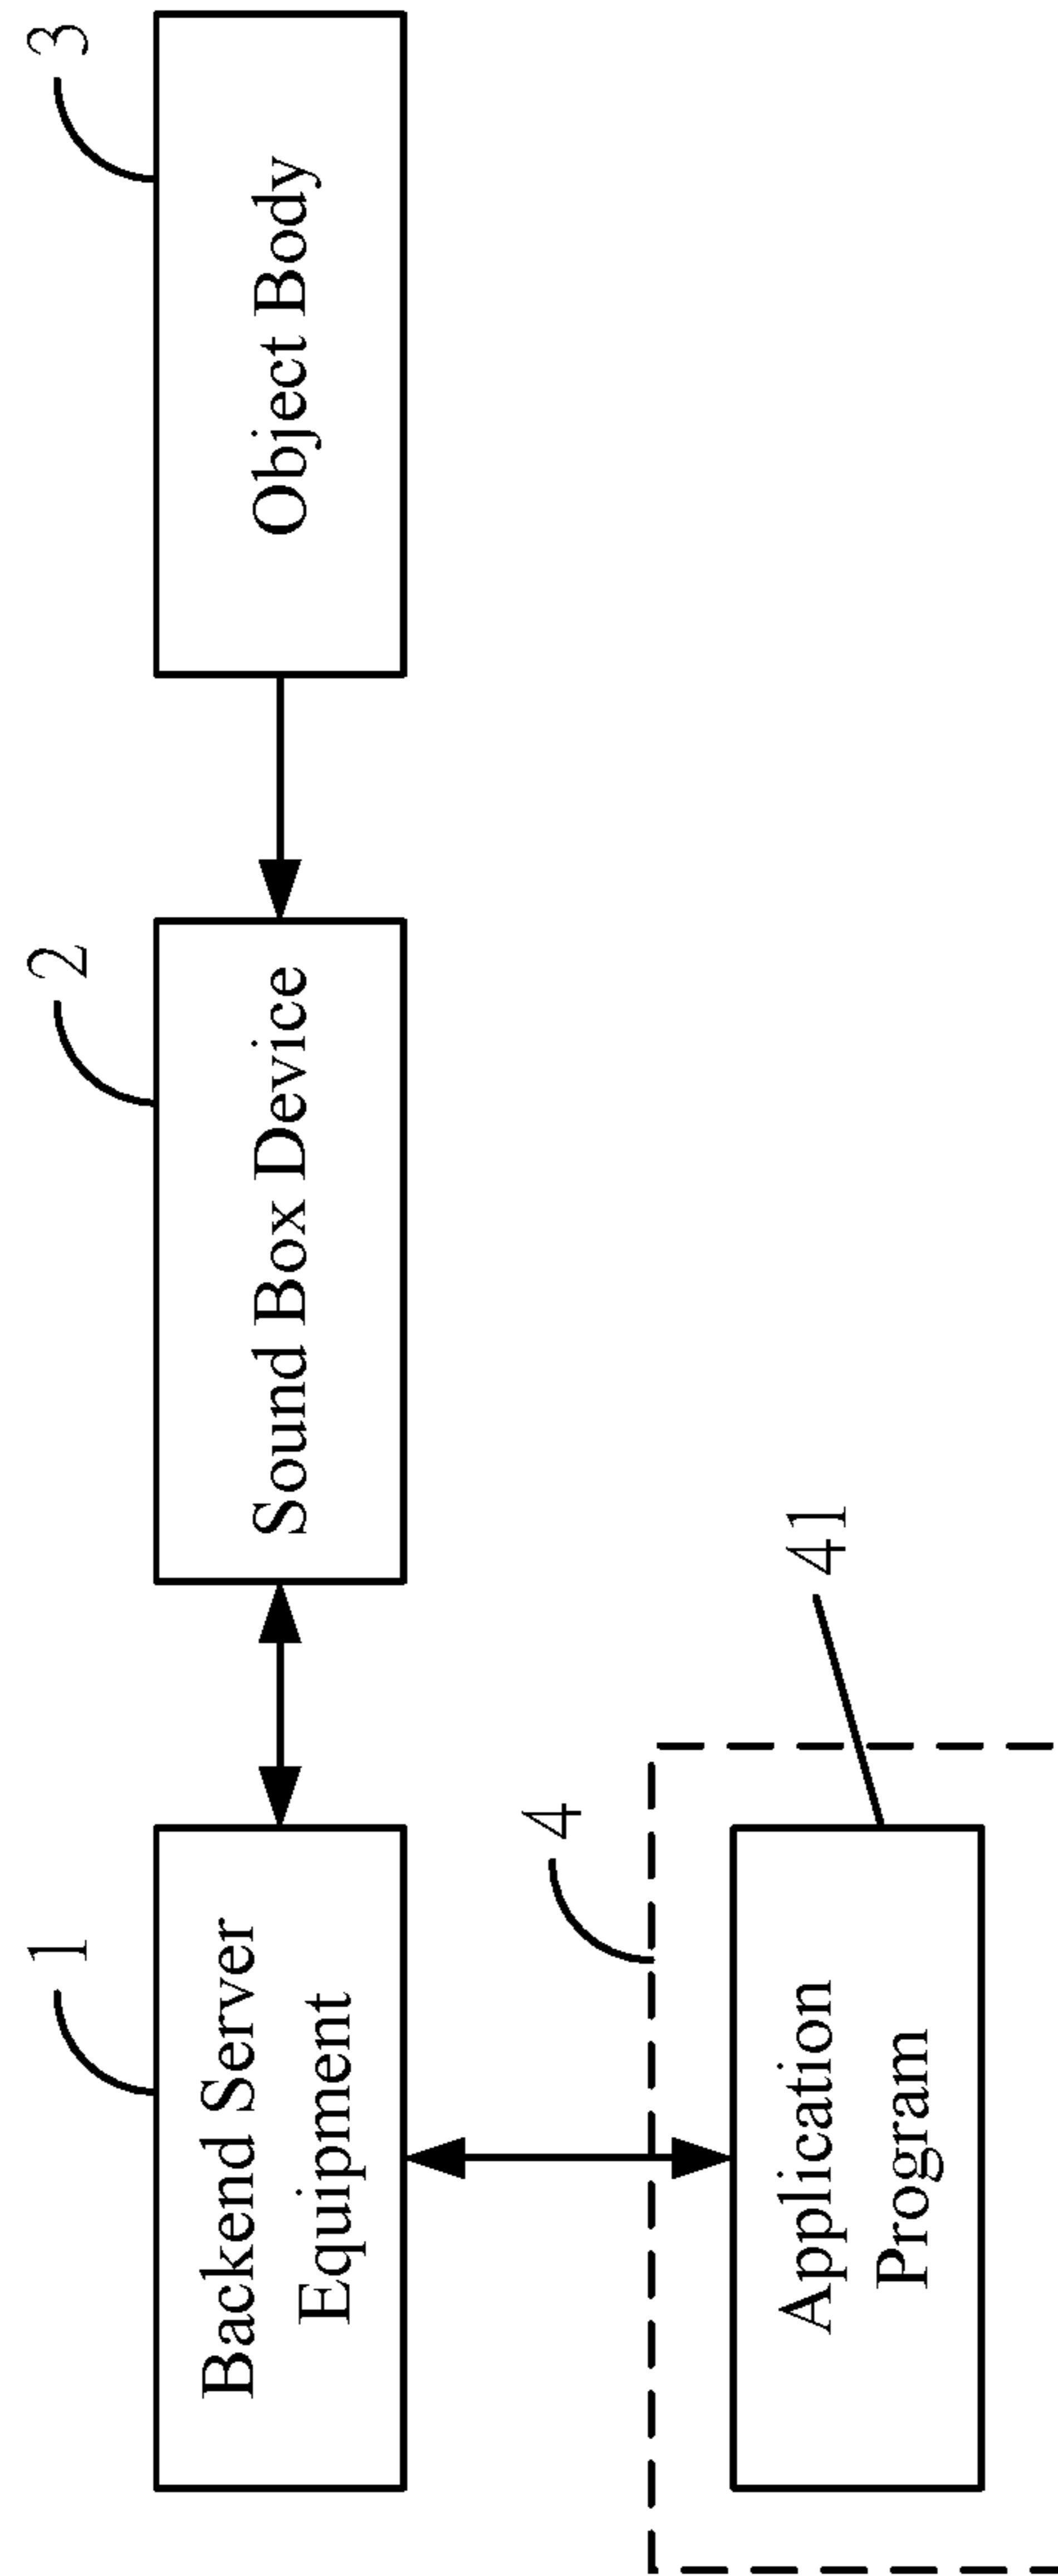 1
2
3
Backend Server
Equipment
Sound Box Device
Object Body
4
41
Application
Program